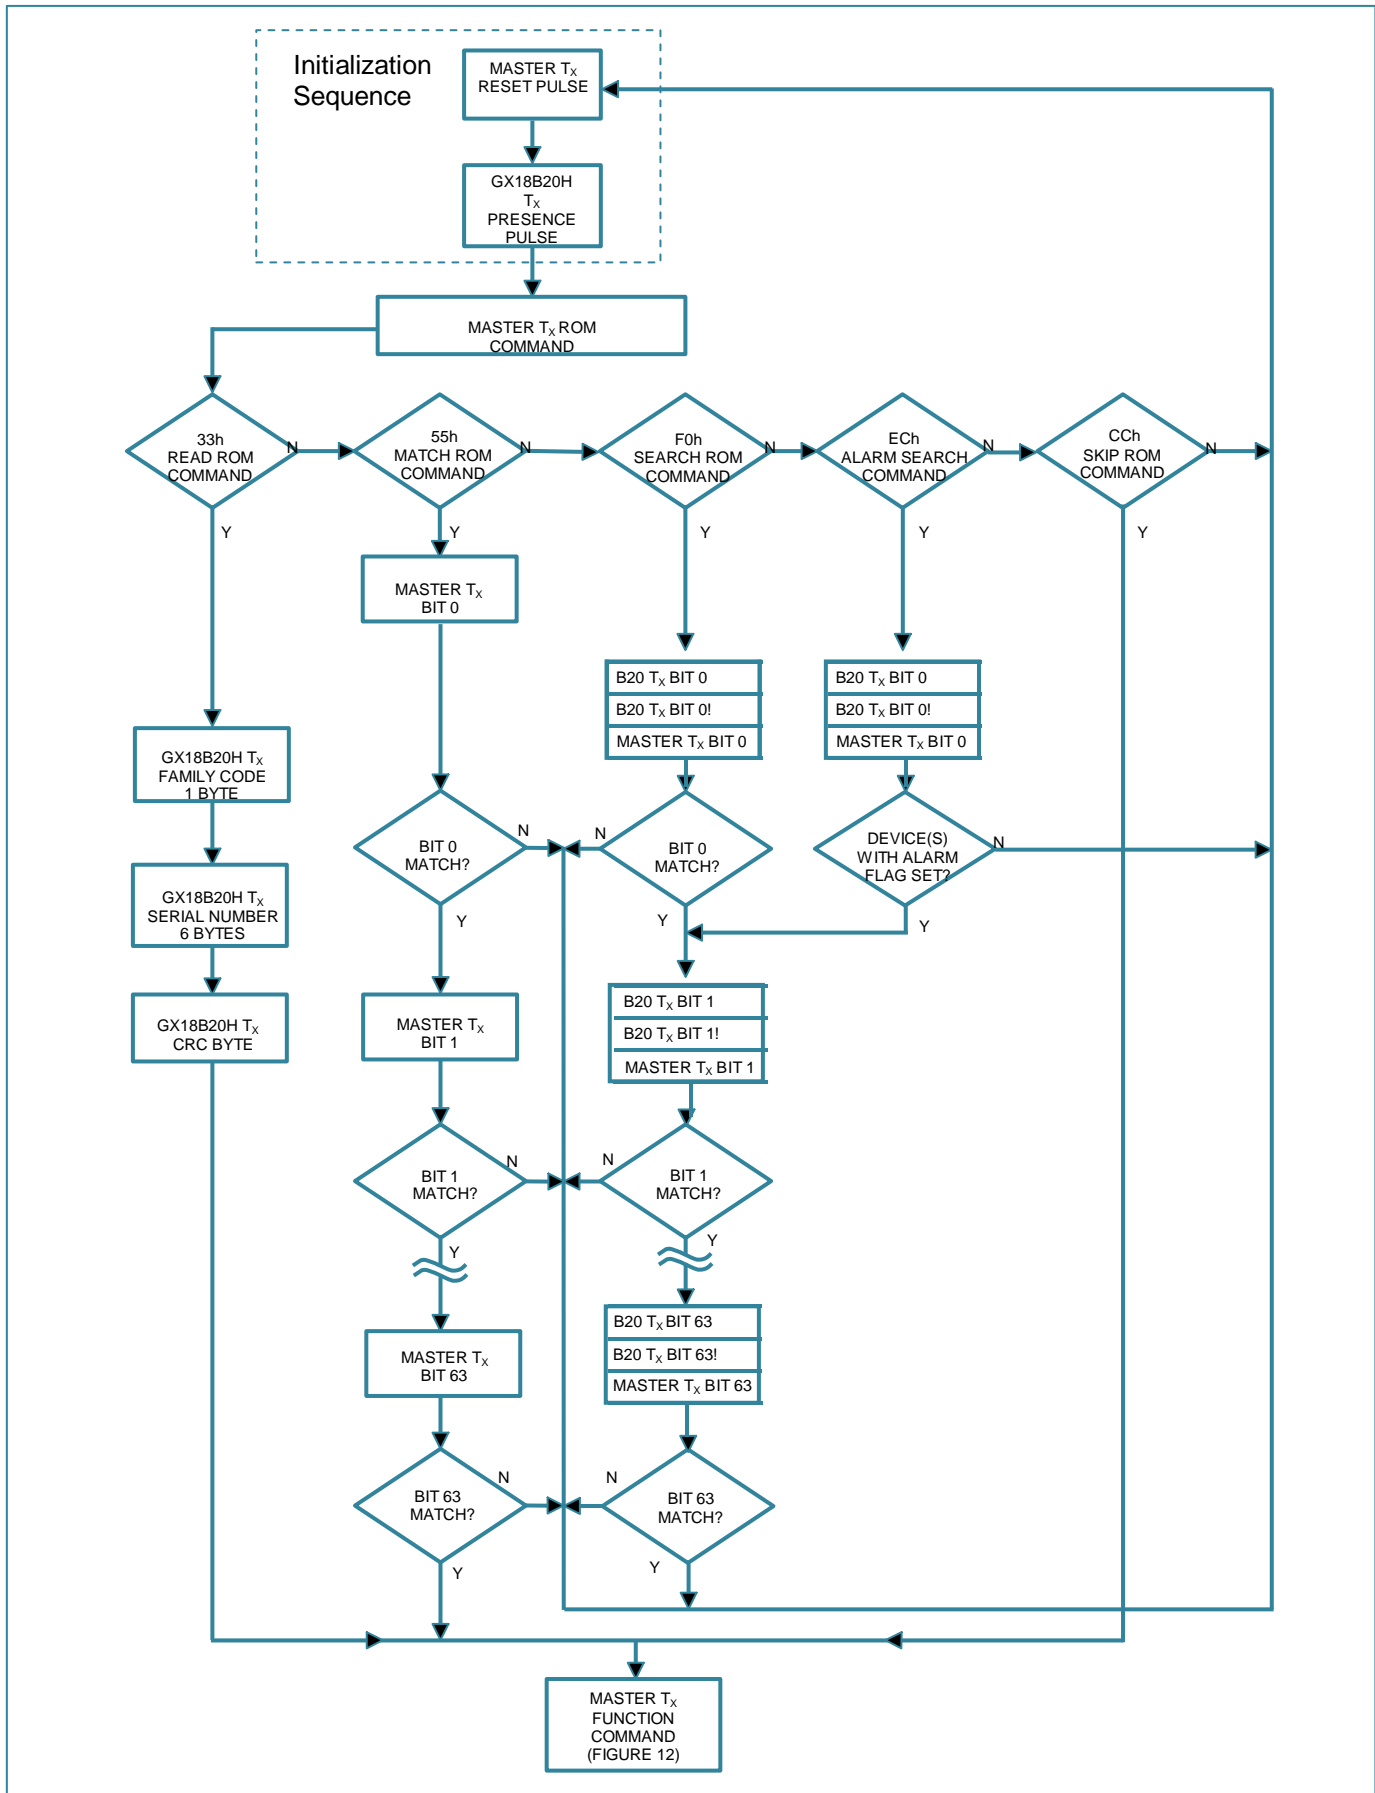 Initialization
Sequence
MASTER TX
RESET PULSE
GX18B20H
TX
PRESENCE
PULSE
MASTER TX ROM
COMMAND
33h
READ ROM
COMMAND
N
55h
MATCH ROM
COMMAND
N
F0h
SEARCH ROM
COMMAND
N
ECh
ALARM SEARCH
COMMAND
N
CCh
SKIP ROM
COMMAND
N
Y
Y
Y
Y
Y
MASTER TX
BIT 0
B20 TX BIT 0
B20 TX BIT 0!
MASTER TX BIT 0
B20 TX BIT 0
B20 TX BIT 0!
MASTER TX BIT 0
GX18B20H TX
FAMILY CODE
1 BYTE
BIT 0
MATCH?
N
N
BIT 0
MATCH?
DEVICE(S)
WITH ALARM
FLAG SET?
N
Y
Y
Y
GX18B20H TX
SERIAL NUMBER
6 BYTES
GX18B20H TX
CRC BYTE
MASTER TX
BIT 1
B20 TX BIT 1
B20 TX BIT 1!
MASTER TX BIT 1
BIT 1
MATCH?
N
N
BIT 1
MATCH?
Y
Y
MASTER TX
BIT 63
B20 TX BIT 63
B20 TX BIT 63!
MASTER TX BIT 63
BIT 63
MATCH?
N
N
BIT 63
MATCH?
Y
Y
MASTER TX
FUNCTION
COMMAND
(FIGURE 12)